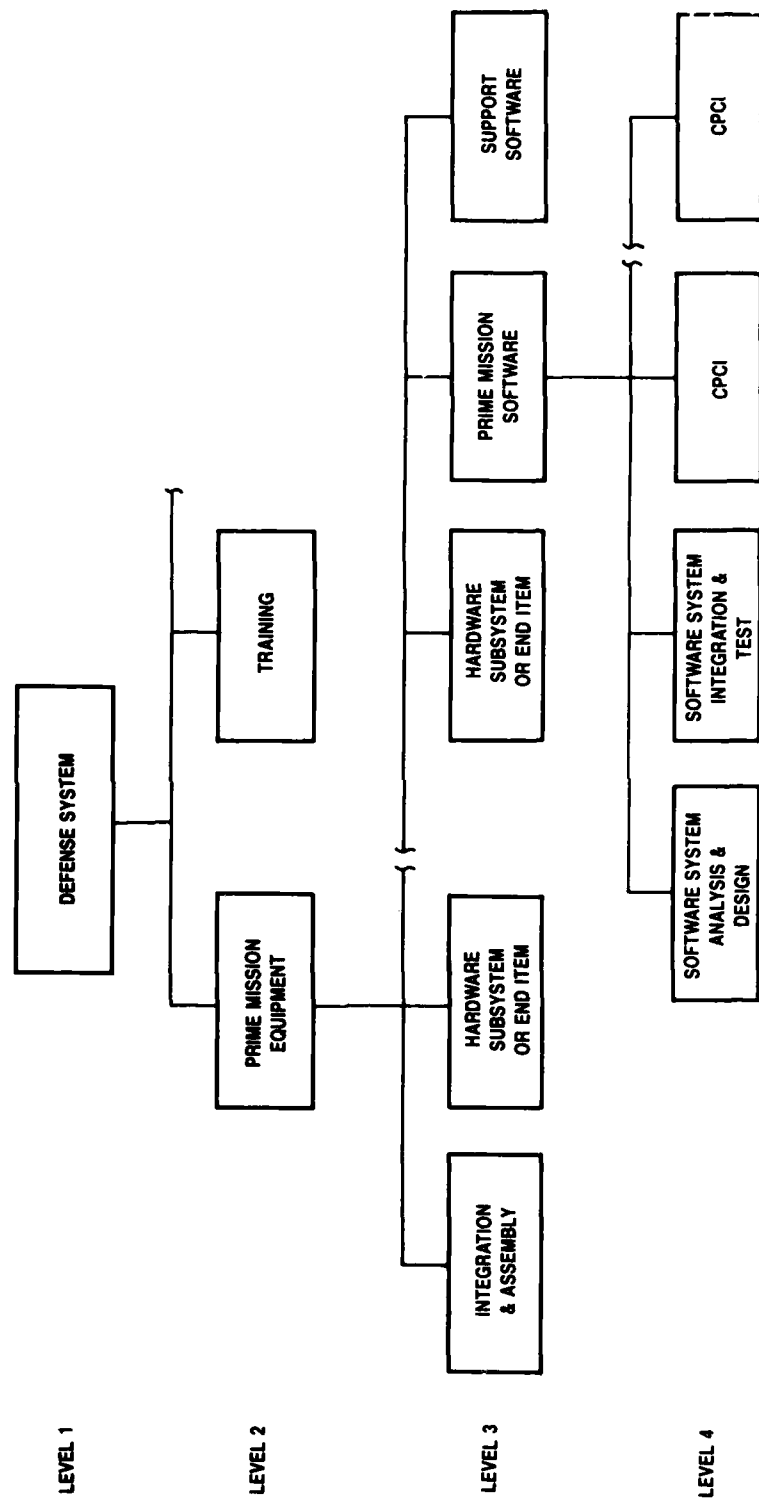 LEVEL 1
DEFENSE SYSTEM
LEVEL 2
PRIME MISSION
EQUIPMENT
TRAINING
LEVEL 3
INTEGRATION
& ASSEMBLY
HARDWARE
SUBSYSTEM
OR END ITEM
HARDWARE
SUBSYSTEM
OR END ITEM
PRIME MISSION
SOFTWARE
SUPPORT
SOFTWARE
LEVEL 4
SOFTWARE SYSTEM
ANALYSIS &
DESIGN
SOFTWARE SYSTEM
INTEGRATION &
TEST
CPCI
CPCI